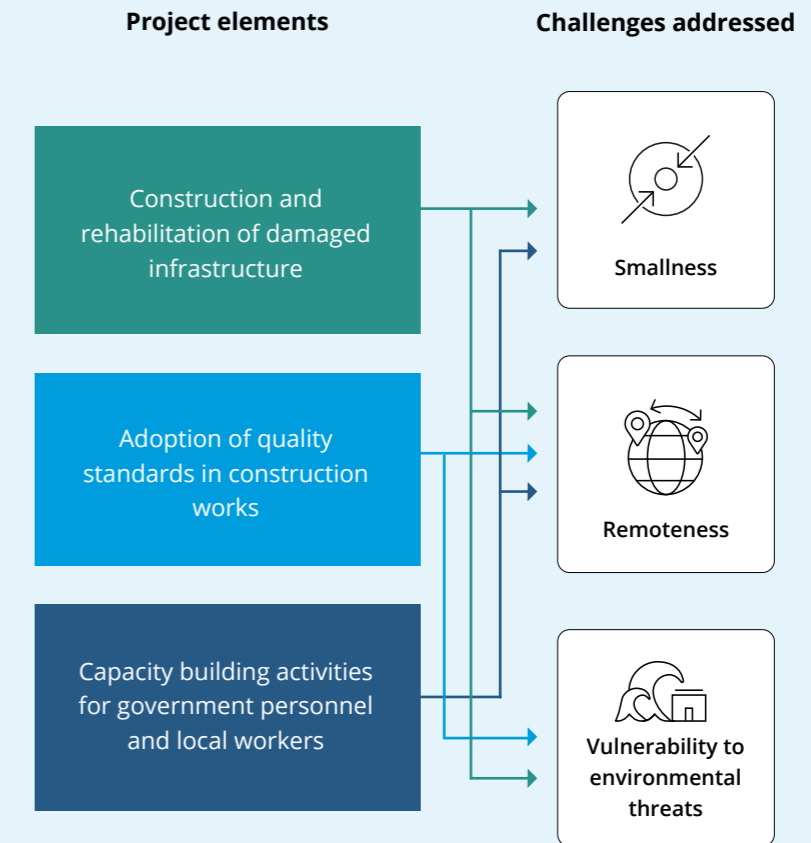 Project elements
Challenges addressed
Construction and
rehabilitation of damaged
infrastructure
Smallness
Adoption of quality
standards in construction
works
Remoteness
Capacity building activities
for government personnel
and local workers
Vulnerability to
environmental
threats